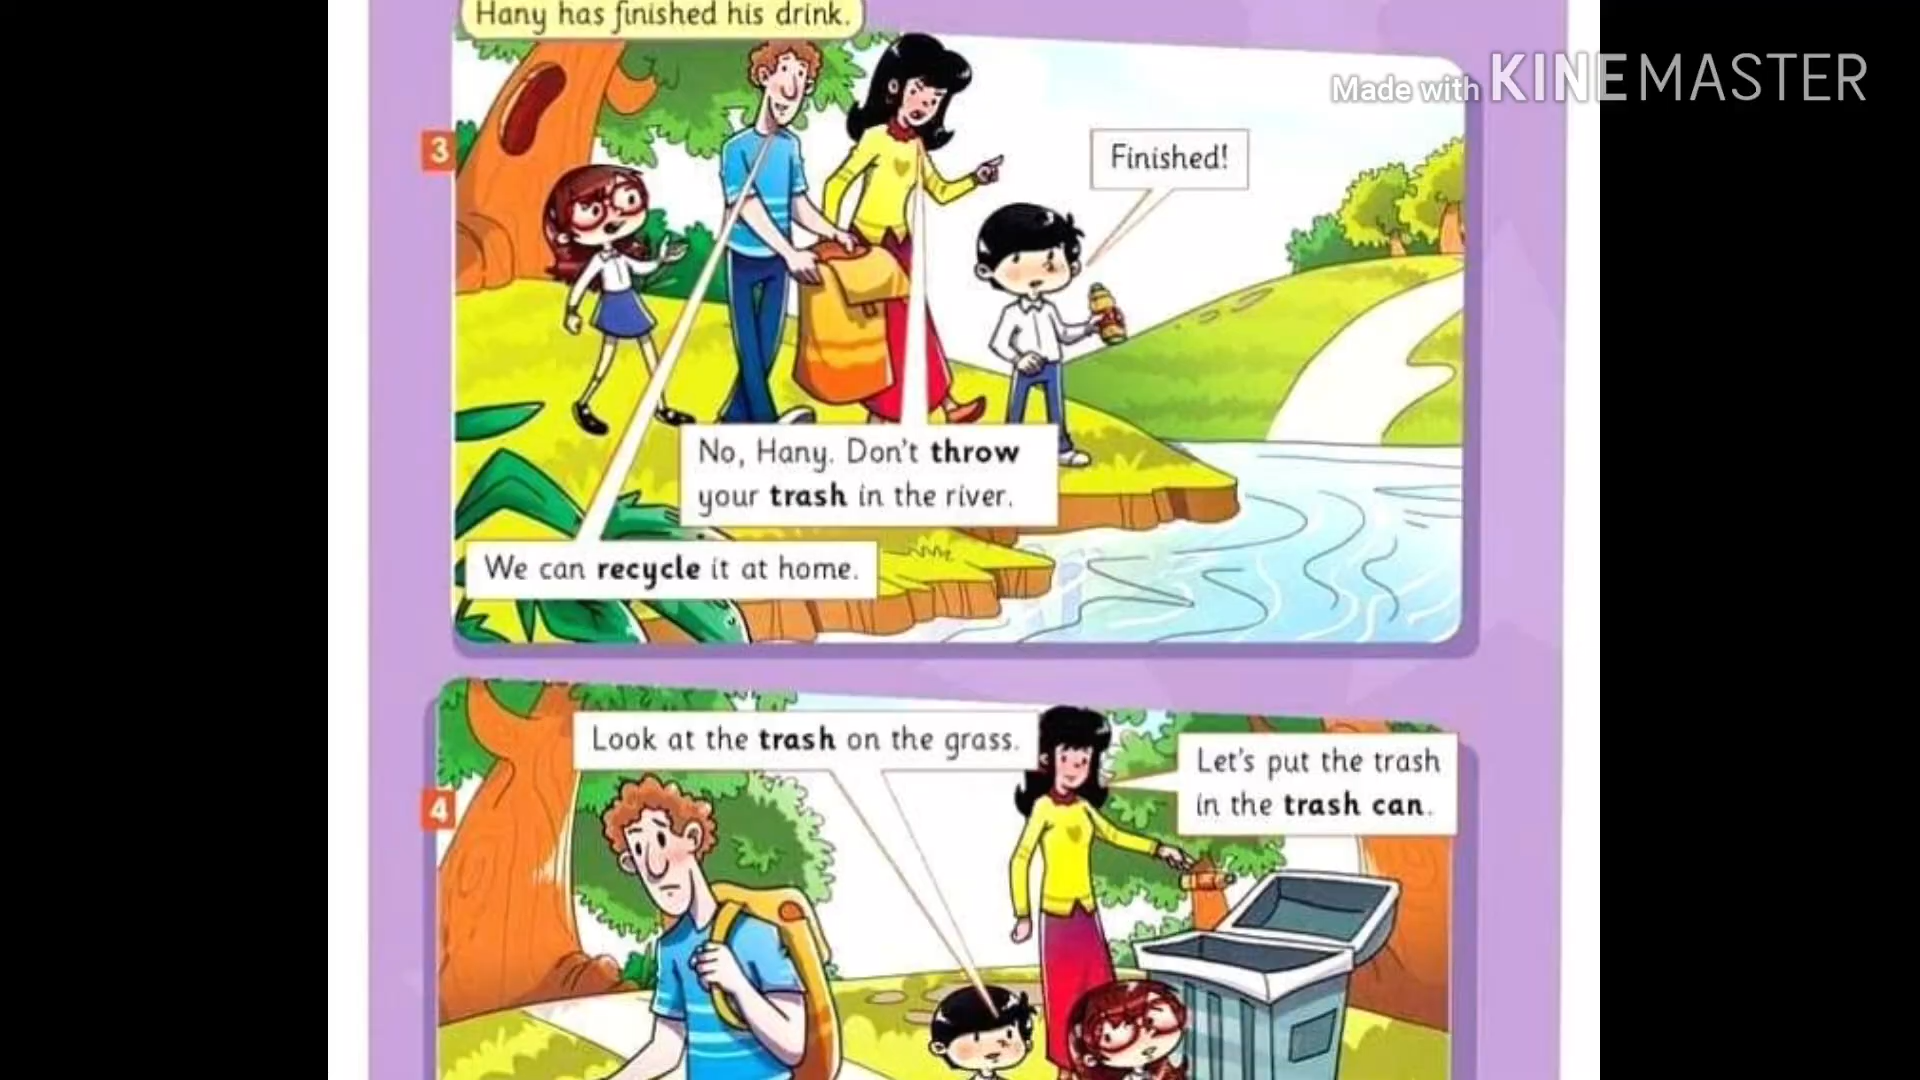 Hany has finished his drink.
Made with KINEMASTER
3
Finished!
No, Hany. Don't throw
your trash in the river.
We can recycle it at home.
4
Look at the trash on the grass.
Let's put the trash
in the trash can.